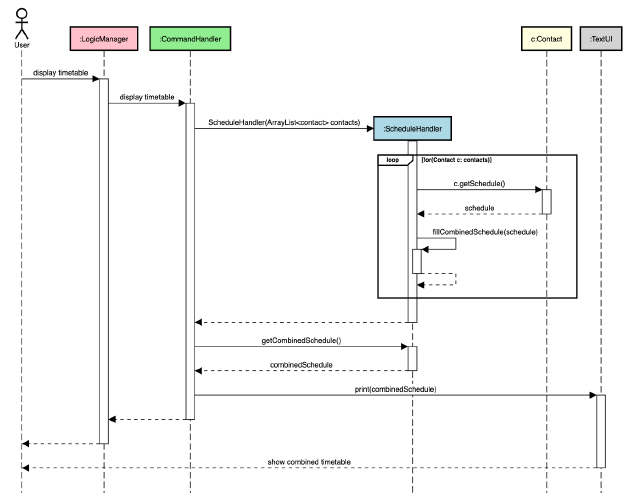 User
:LogicManager
:CommandHandler
c:Contact
:TextUI
display timetable
display timetable
ScheduleHandler(ArrayList<contact> contacts)
:ScheduleHandler
loop
[for(Contact c: contacts)]
c.getSchedule()
schedule
fillCombinedSchedule(schedule)
getCombinedSchedule()
combinedSchedule
print(combinedSchedule)
show combined timetable